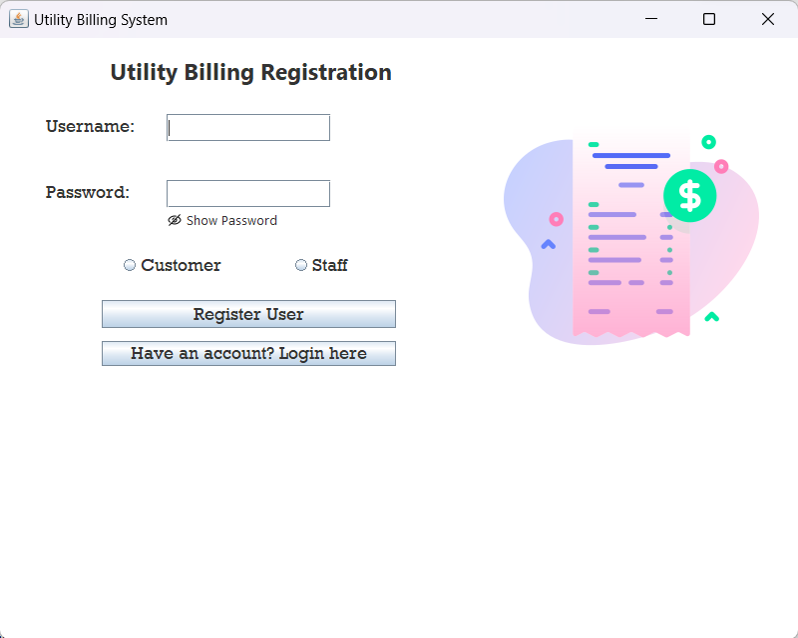 Utility Billing System
Utility Billing Registration
Username:
Password:
Show Password
Customer Staff
Register User
Have an account? Login here
$